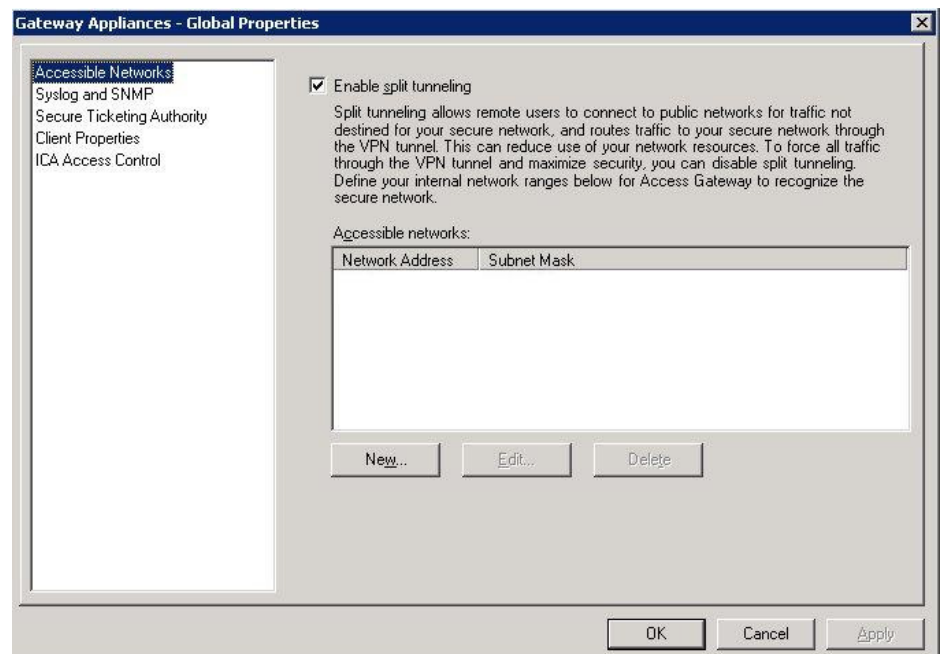 Gateway Appliances - Global Properties
Accessible Networks
Syslog and SNMP
Secure Ticketing Authority
Client Properties
ICA Access Control
Enable split tunneling
Split tunneling allows remote users to connect to public networks for traffic not
destined for your secure network, and routes traffic to your secure network through
the VPN tunnel. This can reduce use of your network resources. To force all traffic
through the VPN tunnel and maximize security, you can disable split tunneling.
Define your internal network ranges below for Access Gateway to recognize the
secure network.
Accessible networks:
Network Address Subnet Mask
New... Edit... Delete
OK Cancel Apply